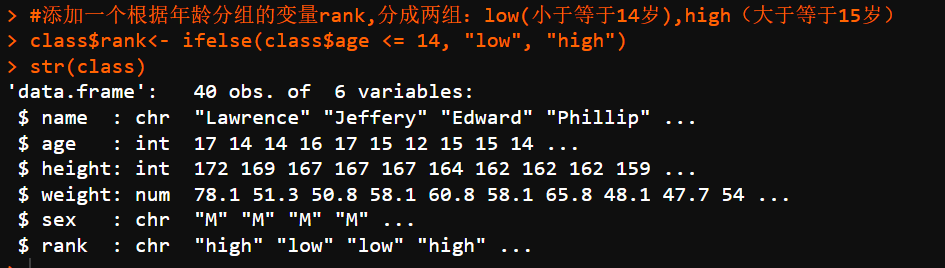 > #添加一个根据年龄分组的变量rank,分成两组：low(小于等于14岁),high（大于等于15岁）
> class$rank<- ifelse(class$age <= 14, "low", "high")
> str(class)
'data.frame':   40 obs. of  6 variables:
 $ name  : chr  "Lawrence" "Jeffery" "Edward" "Phillip" ...
 $ age   : int  17 14 14 16 17 15 12 15 15 14 ...
 $ height: int  172 169 167 167 167 164 162 162 162 159 ...
 $ weight: num  78.1 51.3 50.8 58.1 60.8 58.1 65.8 48.1 47.7 54 ...
 $ sex   : chr  "M" "M" "M" "M" ...
 $ rank  : chr  "high" "low" "low" "high" ...
>